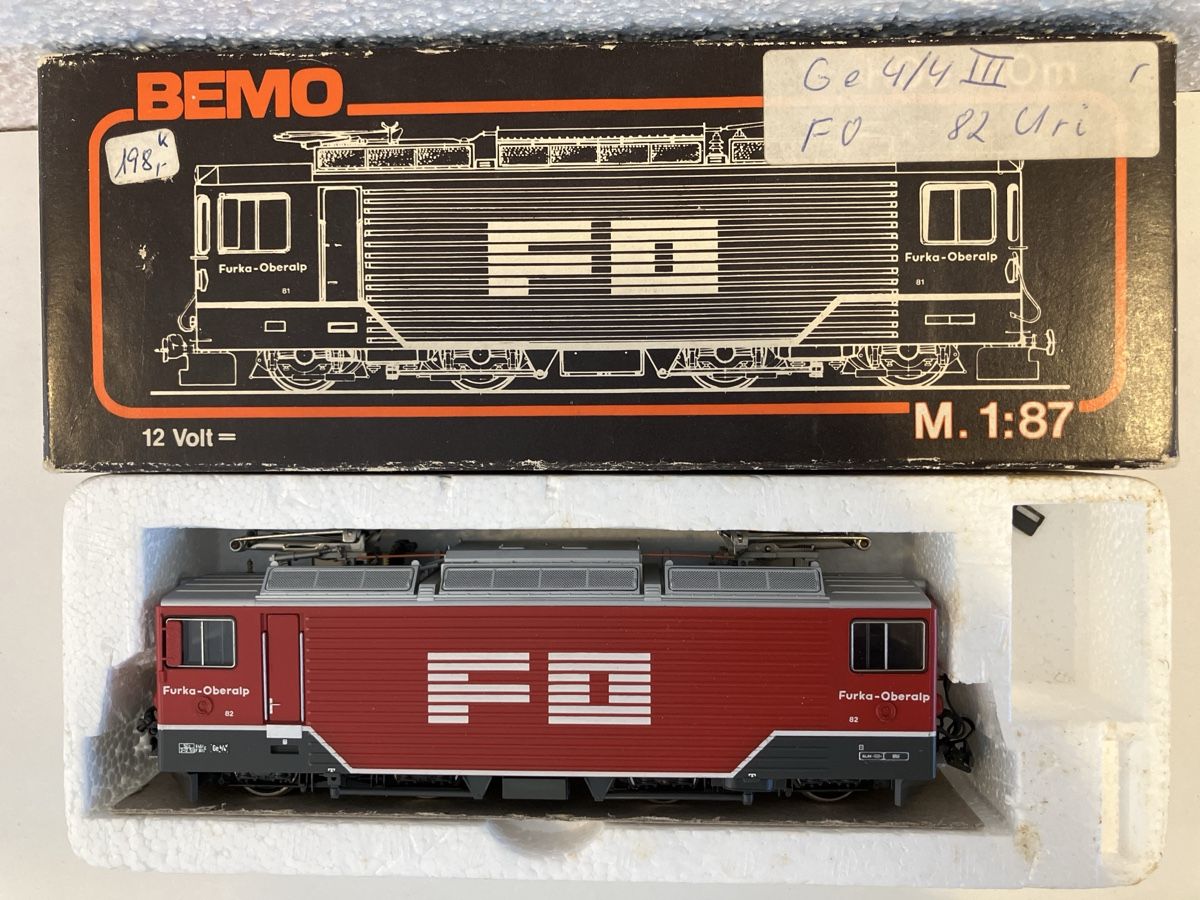 BEMO
Ge 4/4 III 0m r
FO 82 Uri
198,- k
Furka-Oberalp
81
FO
Furka-Oberalp
81
12 Volt =
M. 1:87
FO
Furka-Oberalp
82
Furka-Oberalp
82
Ge 4/4